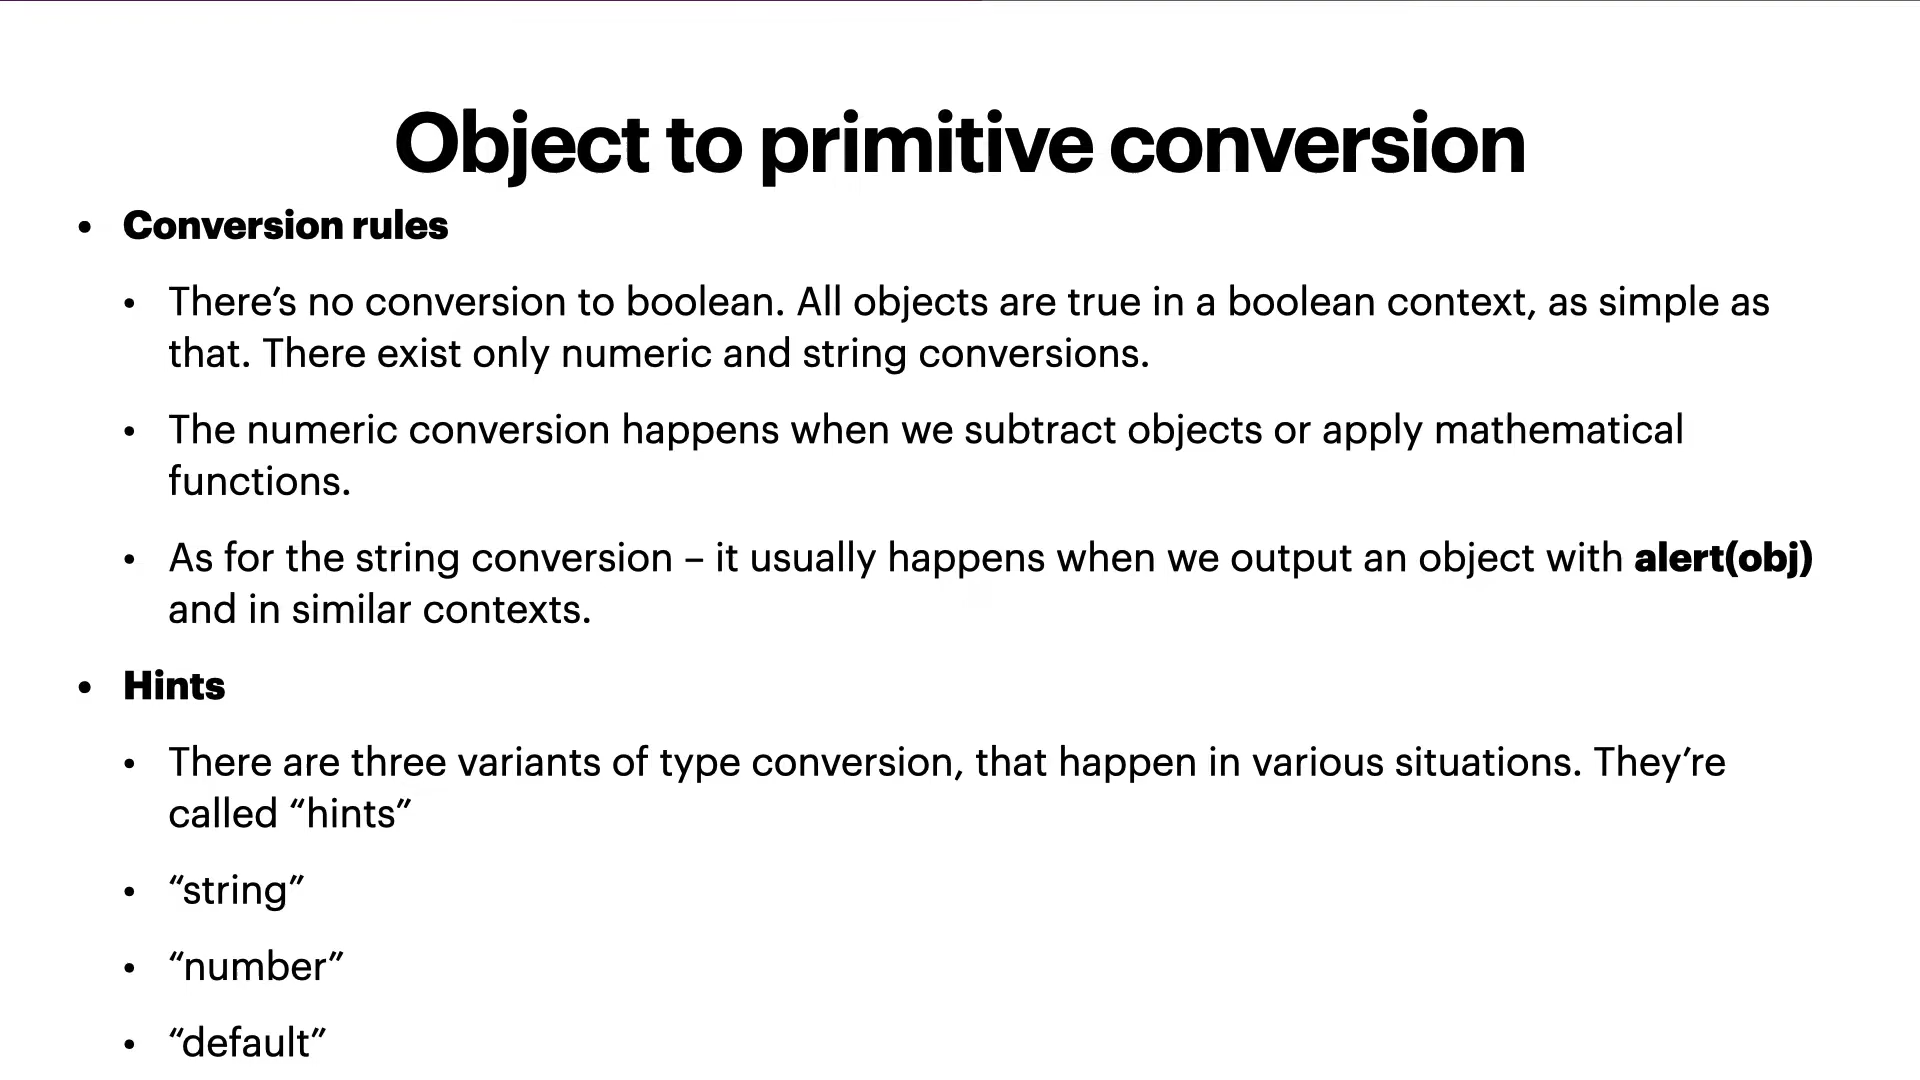 Object to primitive conversion
• Conversion rules
• There’s no conversion to boolean. All objects are true in a boolean context, as simple as
that. There exist only numeric and string conversions.
• The numeric conversion happens when we subtract objects or apply mathematical
functions.
• As for the string conversion – it usually happens when we output an object with alert(obj)
and in similar contexts.
• Hints
• There are three variants of type conversion, that happen in various situations. They’re
called “hints”
• “string”
• “number”
• “default”